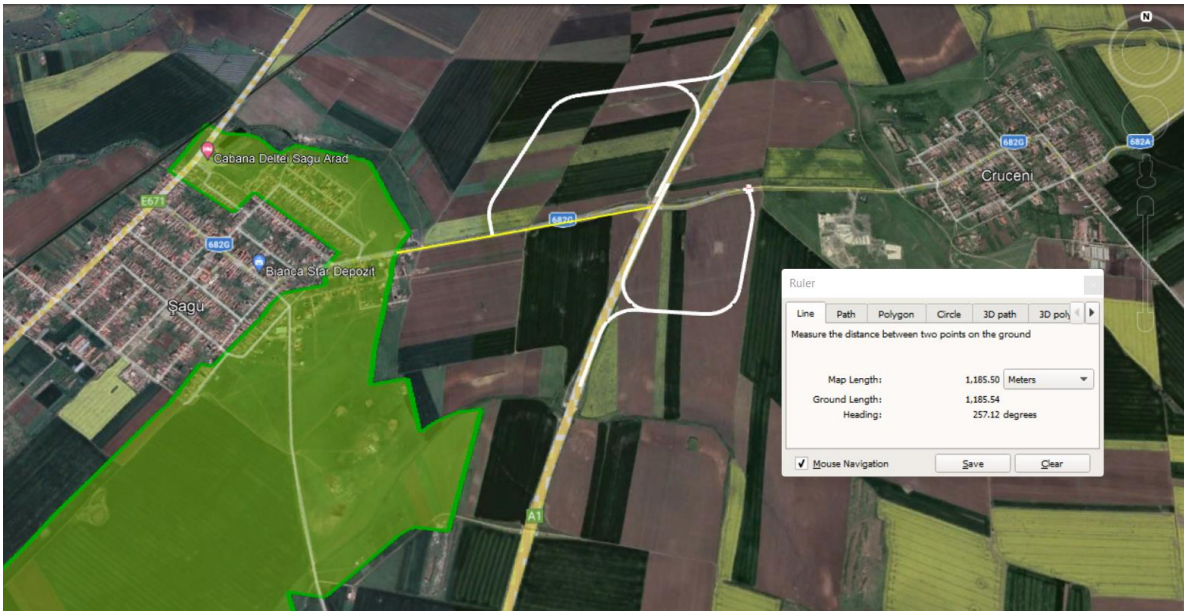 N
Cabana Deltei Sagu Arad
E671
682G
Bianca Star Depozit
Șagu
682G
682G
682A
Cruceni
A1
Ruler
Line Path Polygon Circle 3D path 3D poly
Measure the distance between two points on the ground
Map Length: 1,185.50 Meters
Ground Length: 1,185.54
Heading: 257.12 degrees
Mouse Navigation Save Clear